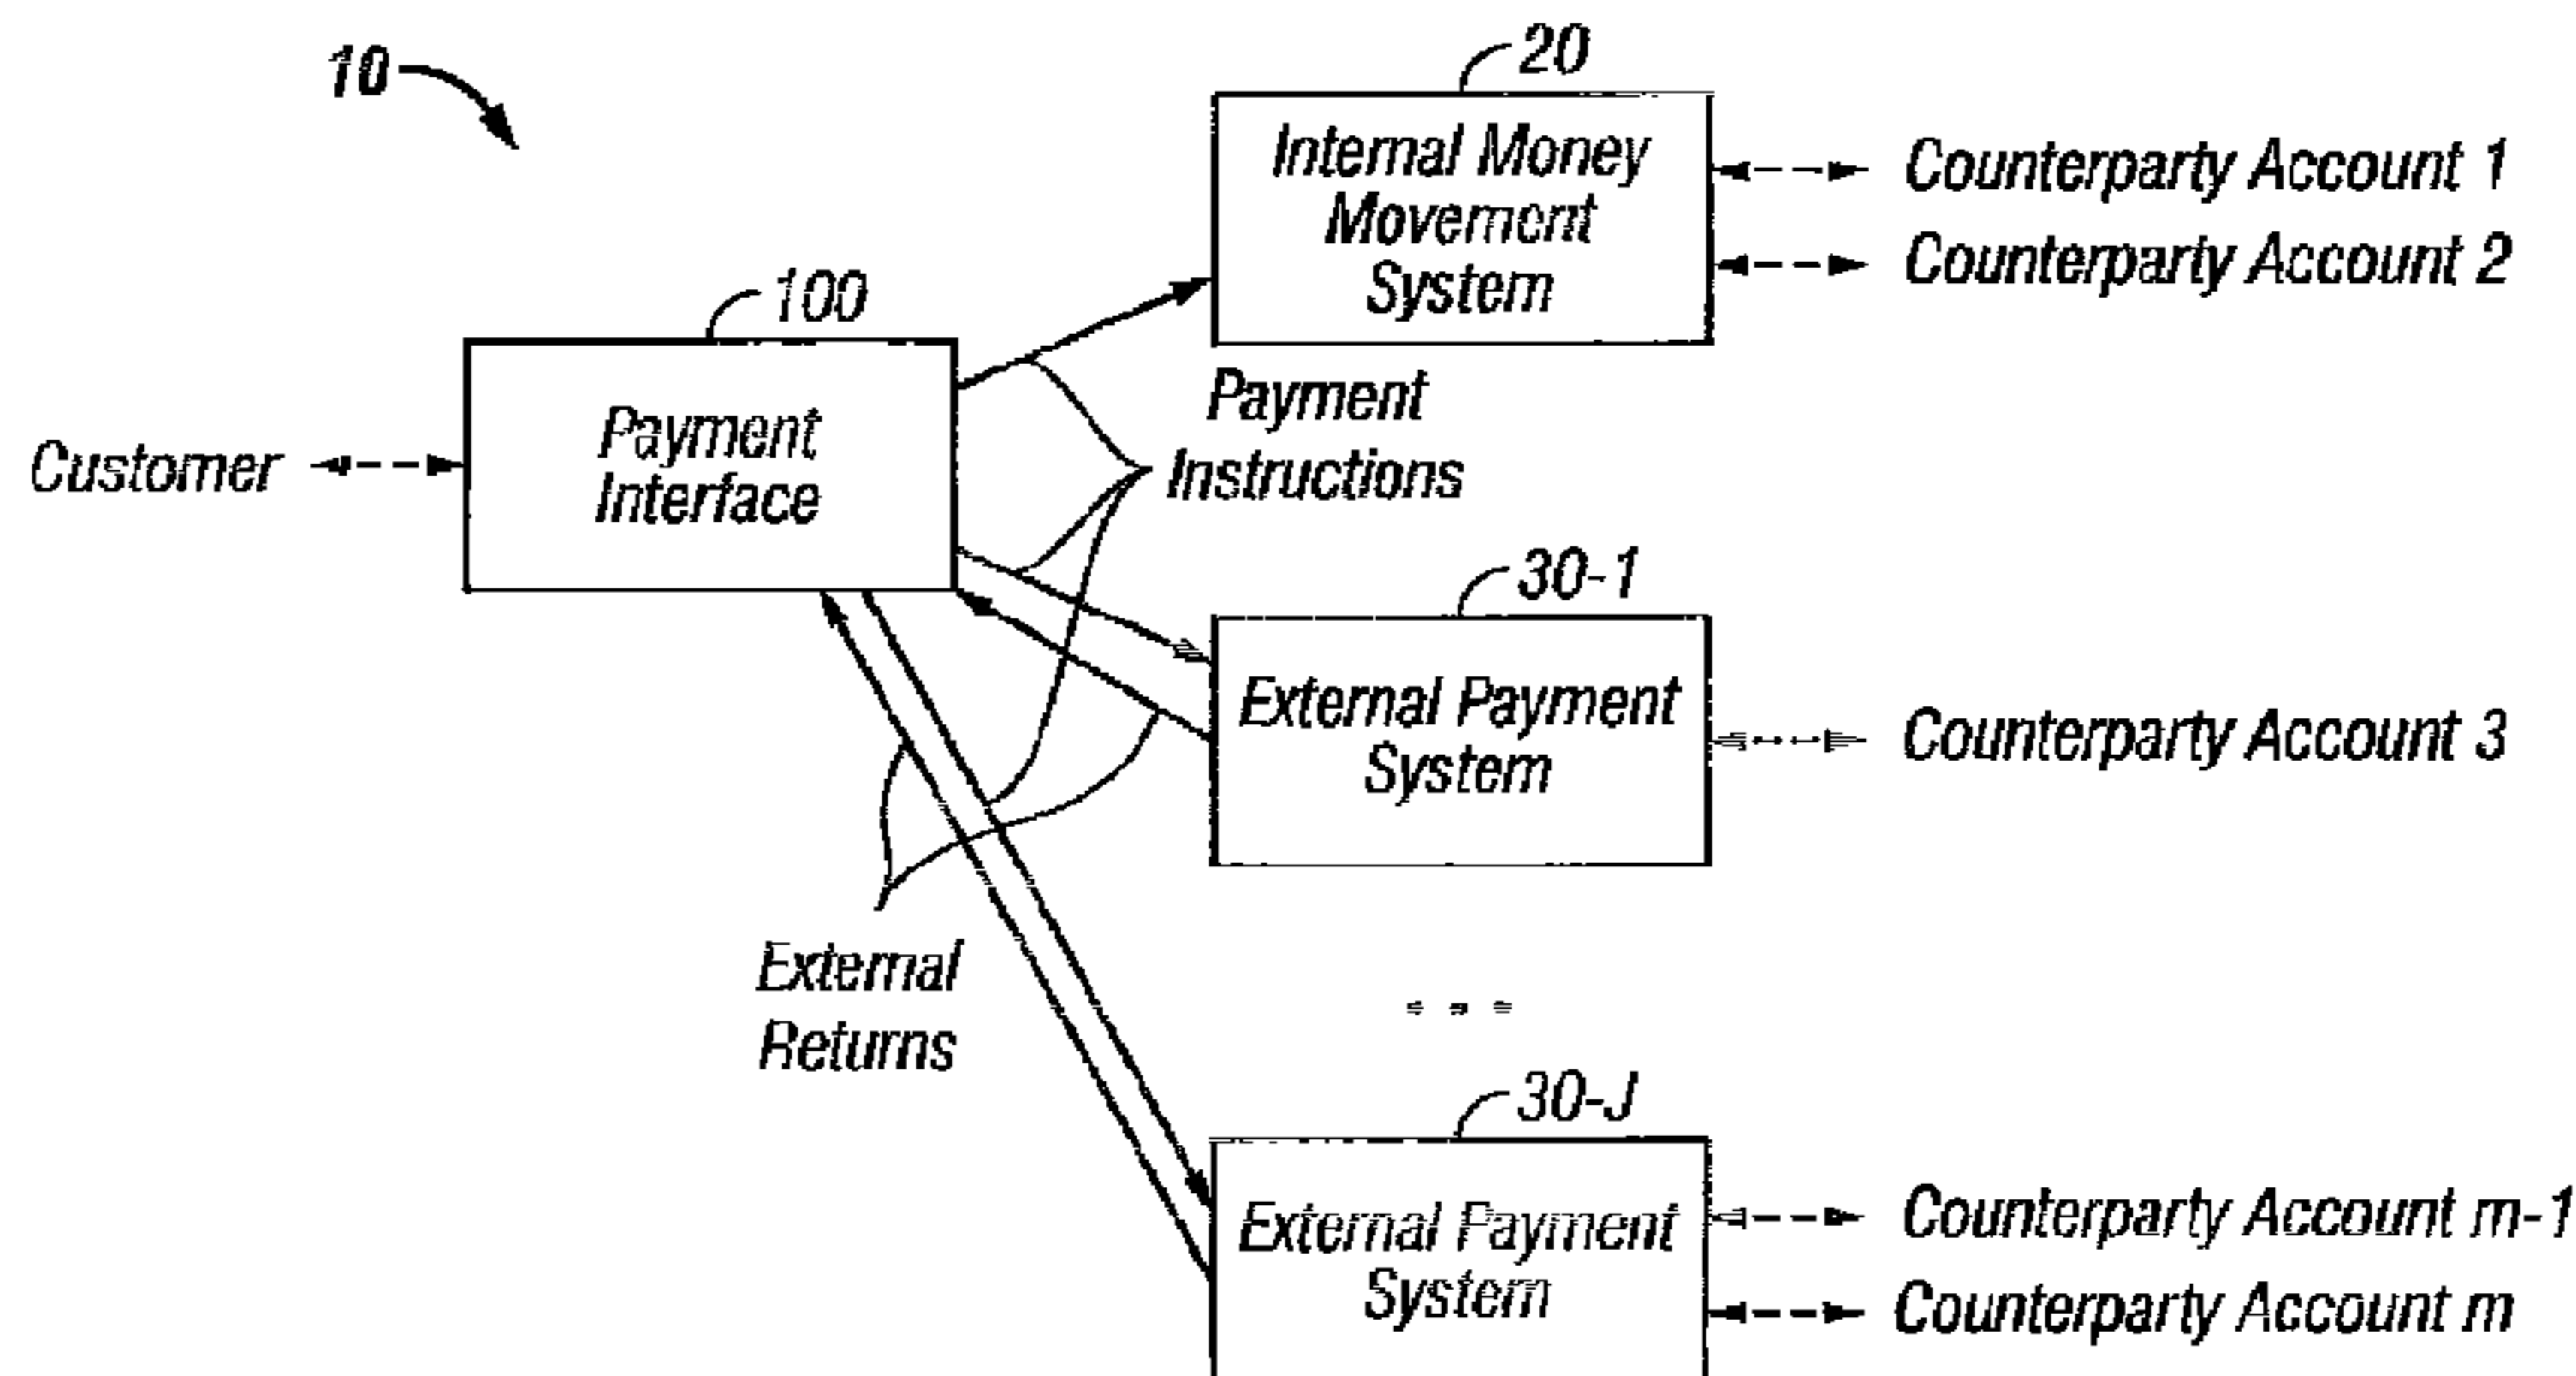 10
20
Internal Money
Movement
System
Counterparty Account 1
Counterparty Account 2
100
Payment
Interface
Customer
Payment
Instructions
30-1
External Payment
System
Counterparty Account 3
External
Returns
30-J
External Payment
System
Counterparty Account m-1
Counterparty Account m